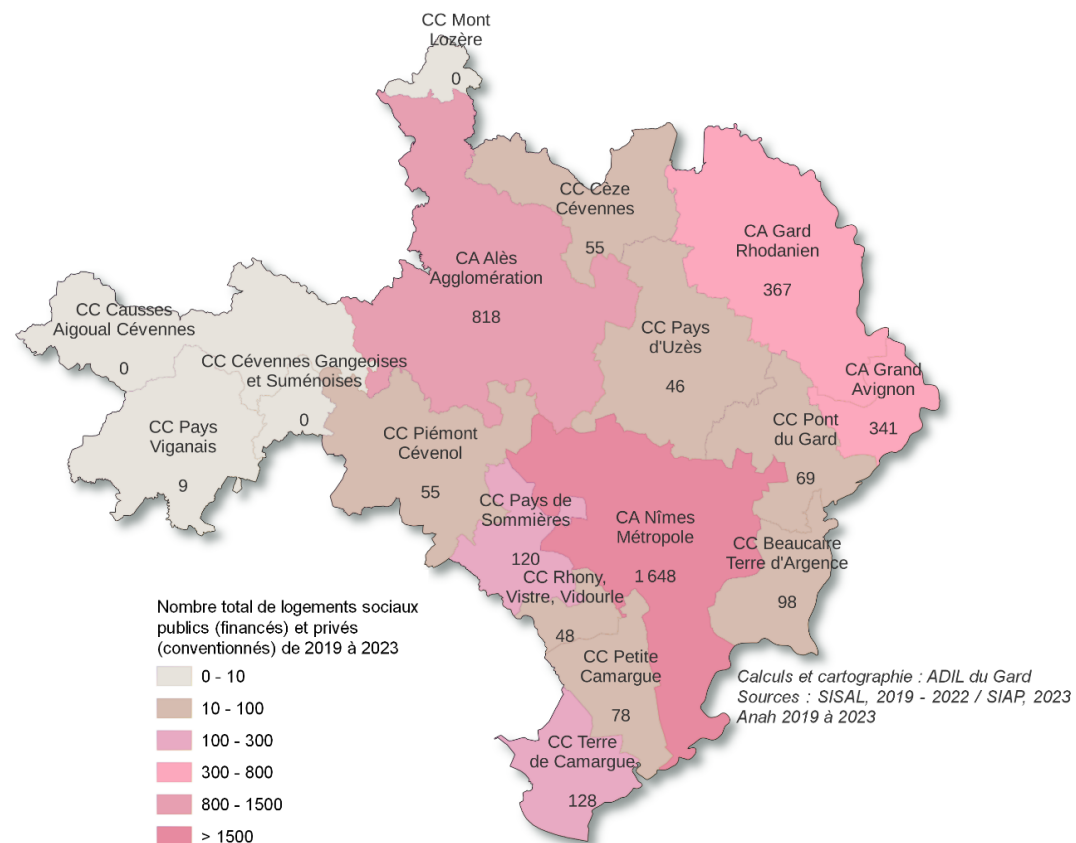 CC Mont
Lozère
0
CC Cèze
Cévennes
55
CA Gard
Rhodanien
367
CA Alès
Agglomération
818
CC Causses
Aigoual Cévennes
0
CC Pays
d'Uzès
46
CC Cévennes Gangeoises
et Suménoises
0
CA Grand
Avignon
341
CC Pays
Viganais
9
CC Piémont
Cévenol
55
CC Pont
du Gard
69
CC Pays de
Sommières
120
CA Nîmes
Métropole
1 648
CC Beaucaire
Terre d'Argence
98
CC Rhony,
Vistre, Vidourle
48
CC Petite
Camargue
78
CC Terre
de Camargue
128
Nombre total de logements sociaux
publics (financés) et privés
(conventionnés) de 2019 à 2023
0 - 10
10 - 100
100 - 300
300 - 800
800 - 1500
> 1500
Calculs et cartographie : ADIL du Gard
Sources : SISAL, 2019 - 2022 / SIAP, 2023
Anah 2019 à 2023